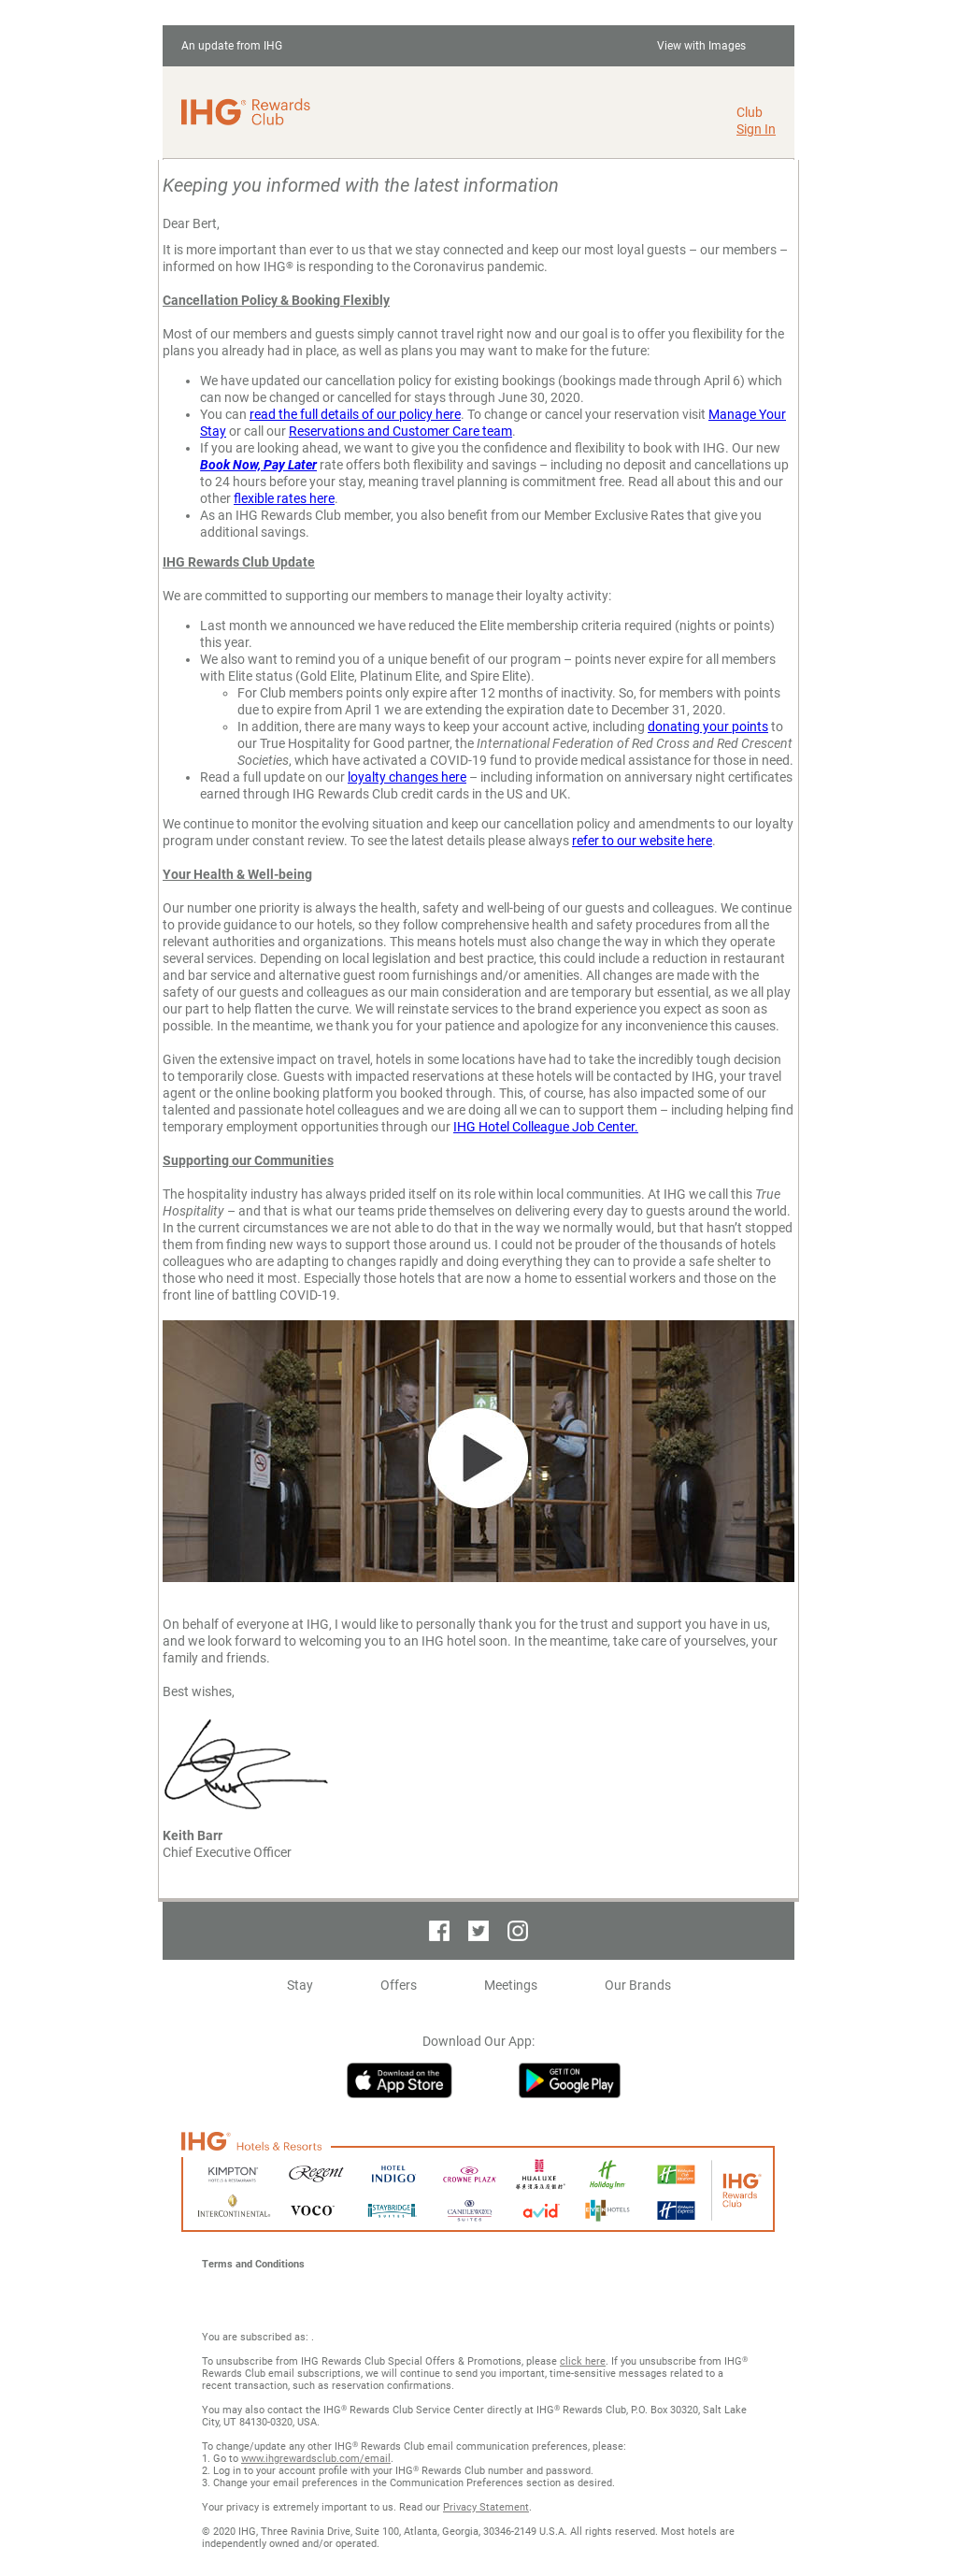 An update from IHG
View with Images
IHG® Rewards Club
Club
Sign In
Keeping you informed with the latest information
Dear Bert,
It is more important than ever to us that we stay connected and keep our most loyal guests – our members –
informed on how IHG® is responding to the Coronavirus pandemic.
Cancellation Policy & Booking Flexibly
Most of our members and guests simply cannot travel right now and our goal is to offer you flexibility for the
plans you already had in place, as well as plans you may want to make for the future:
• We have updated our cancellation policy for existing bookings (bookings made through April 6) which
can now be changed or cancelled for stays through June 30, 2020.
• You can read the full details of our policy here. To change or cancel your reservation visit Manage Your
Stay or call our Reservations and Customer Care team.
• If you are looking ahead, we want to give you the confidence and flexibility to book with IHG. Our new
Book Now, Pay Later rate offers both flexibility and savings – including no deposit and cancellations up
to 24 hours before your stay, meaning travel planning is commitment free. Read all about this and our
other flexible rates here.
• As an IHG Rewards Club member, you also benefit from our Member Exclusive Rates that give you
additional savings.
IHG Rewards Club Update
We are committed to supporting our members to manage their loyalty activity:
• Last month we announced we have reduced the Elite membership criteria required (nights or points)
this year.
• We also want to remind you of a unique benefit of our program – points never expire for all members
with Elite status (Gold Elite, Platinum Elite, and Spire Elite).
◦ For Club members points only expire after 12 months of inactivity. So, for members with points
due to expire from April 1 we are extending the expiration date to December 31, 2020.
◦ In addition, there are many ways to keep your account active, including donating your points to
our True Hospitality for Good partner, the International Federation of Red Cross and Red Crescent
Societies, which have activated a COVID-19 fund to provide medical assistance for those in need.
• Read a full update on our loyalty changes here – including information on anniversary night certificates
earned through IHG Rewards Club credit cards in the US and UK.
We continue to monitor the evolving situation and keep our cancellation policy and amendments to our loyalty
program under constant review. To see the latest details please always refer to our website here.
Your Health & Well-being
Our number one priority is always the health, safety and well-being of our guests and colleagues. We continue
to provide guidance to our hotels, so they follow comprehensive health and safety procedures from all the
relevant authorities and organizations. This means hotels must also change the way in which they operate
several services. Depending on local legislation and best practice, this could include a reduction in restaurant
and bar service and alternative guest room furnishings and/or amenities. All changes are made with the
safety of our guests and colleagues as our main consideration and are temporary but essential, as we all play
our part to help flatten the curve. We will reinstate services to the brand experience you expect as soon as
possible. In the meantime, we thank you for your patience and apologize for any inconvenience this causes.
Given the extensive impact on travel, hotels in some locations have had to take the incredibly tough decision
to temporarily close. Guests with impacted reservations at these hotels will be contacted by IHG, your travel
agent or the online booking platform you booked through. This, of course, has also impacted some of our
talented and passionate hotel colleagues and we are doing all we can to support them – including helping find
temporary employment opportunities through our IHG Hotel Colleague Job Center.
Supporting our Communities
The hospitality industry has always prided itself on its role within local communities. At IHG we call this True
Hospitality – and that is what our teams pride themselves on delivering every day to guests around the world.
In the current circumstances we are not able to do that in the way we normally would, but that hasn’t stopped
them from finding new ways to support those around us. I could not be prouder of the thousands of hotels
colleagues who are adapting to changes rapidly and doing everything they can to provide a safe shelter to
those who need it most. Especially those hotels that are now a home to essential workers and those on the
front line of battling COVID-19.
On behalf of everyone at IHG, I would like to personally thank you for the trust and support you have in us,
and we look forward to welcoming you to an IHG hotel soon. In the meantime, take care of yourselves, your
family and friends.
Best wishes,
Keith Barr
Chief Executive Officer
Stay Offers Meetings Our Brands
Download Our App:
Download on the App Store
GET IT ON Google Play
IHG® Hotels & Resorts
KIMPTON Regent HOTEL INDIGO CROWNE PLAZA HUALUXE Holiday Inn
IHG® Rewards Club
INTERCONTINENTAL VOCO STAYBRIDGE SUITES CANDLEWOOD SUITES avid HOTELS Holiday Inn Express
Terms and Conditions
You are subscribed as: .
To unsubscribe from IHG Rewards Club Special Offers & Promotions, please click here. If you unsubscribe from IHG®
Rewards Club email subscriptions, we will continue to send you important, time-sensitive messages related to a
recent transaction, such as reservation confirmations.
You may also contact the IHG® Rewards Club Service Center directly at IHG® Rewards Club, P.O. Box 30320, Salt Lake
City, UT 84130-0320, USA.
To change/update any other IHG® Rewards Club email communication preferences, please:
1. Go to www.ihgrewardsclub.com/email.
2. Log in to your account profile with your IHG® Rewards Club number and password.
3. Change your email preferences in the Communication Preferences section as desired.
Your privacy is extremely important to us. Read our Privacy Statement.
© 2020 IHG, Three Ravinia Drive, Suite 100, Atlanta, Georgia, 30346-2149 U.S.A. All rights reserved. Most hotels are
independently owned and/or operated.